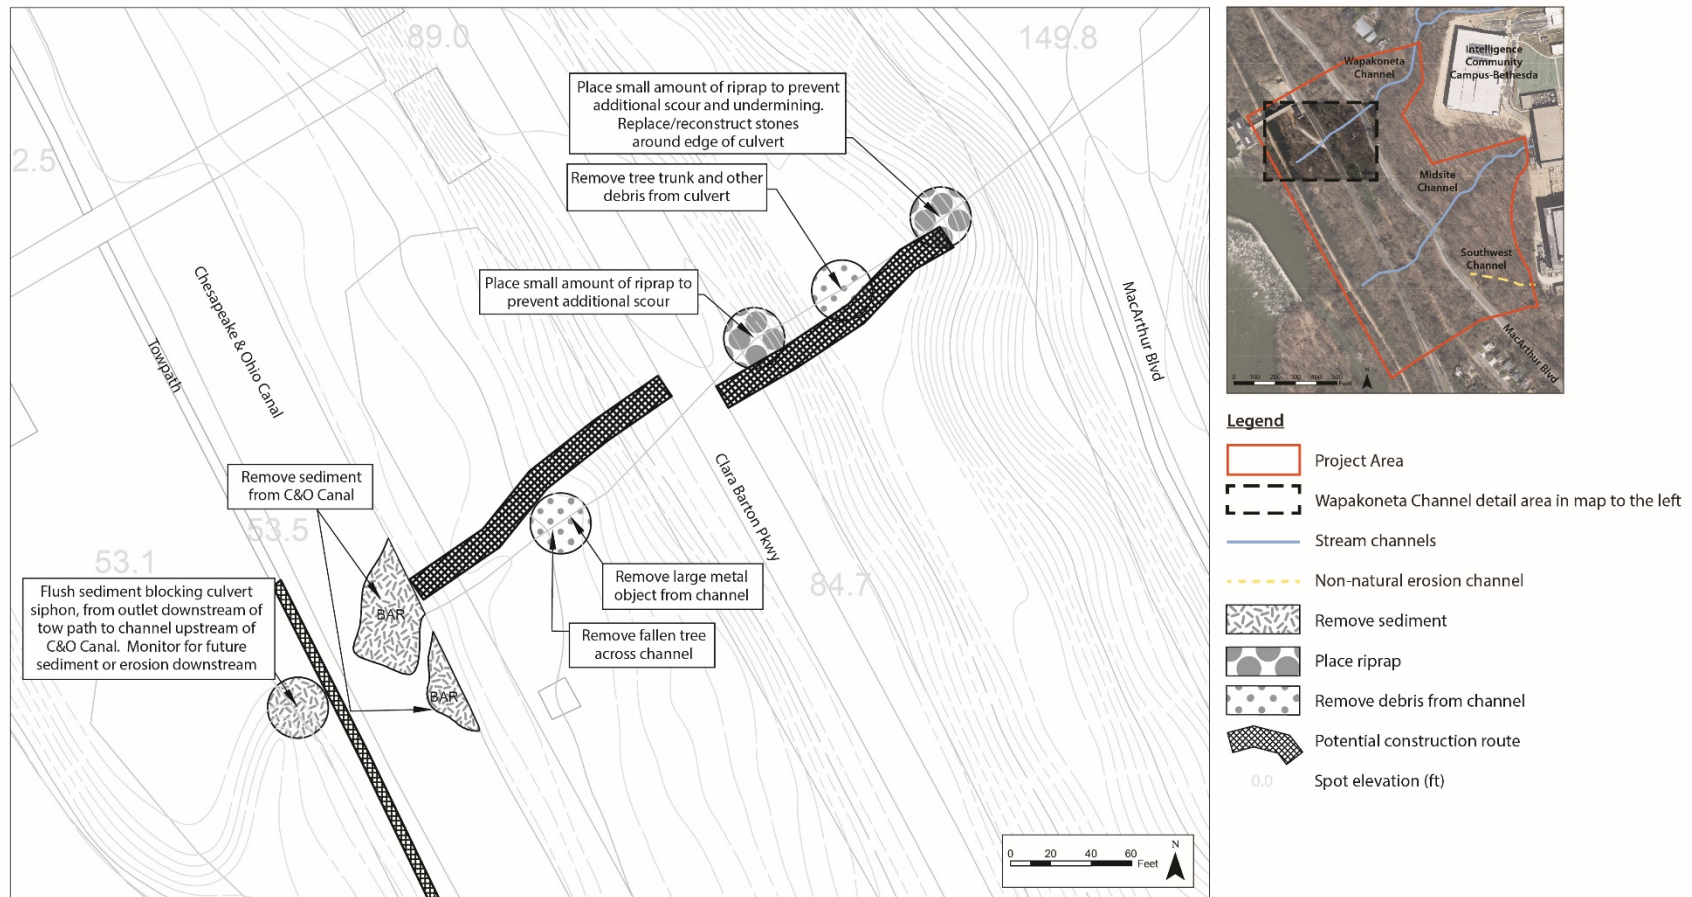 89.0
149.8
2.5
Place small amount of riprap to prevent
additional scour and undermining.
Replace/reconstruct stones
around edge of culvert
Remove tree trunk and other
debris from culvert
Place small amount of riprap to
prevent additional scour
Chesapeake & Ohio Canal
Towpath
MacArthur Blvd
Clara Barton Pkwy
Remove sediment
from C&O Canal
53.5
53.1
84.7
Flush sediment blocking culvert
siphon, from outlet downstream of
tow path to channel upstream of
C&O Canal. Monitor for future
sediment or erosion downstream
BAR
BAR
Remove large metal
object from channel
Remove fallen tree
across channel
0 20 40 60 Feet
N
Wapakoneta
Channel
Intelligence
Community
Campus-Bethesda
Midsite
Channel
Southwest
Channel
MacArthur Blvd
0 100 200 300 400 500
Feet
N
Legend
Project Area
Wapakoneta Channel detail area in map to the left
Stream channels
Non-natural erosion channel
Remove sediment
Place riprap
Remove debris from channel
Potential construction route
0.0 Spot elevation (ft)